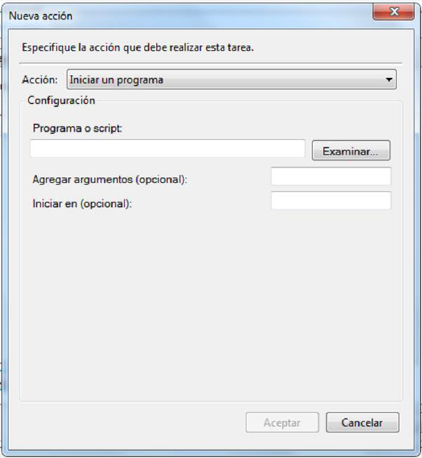 Nueva acción
Especifique la acción que debe realizar esta tarea.
Acción: Iniciar un programa
Configuración
Programa o script:
Examinar...
Agregar argumentos (opcional):
Iniciar en (opcional):
Aceptar Cancelar